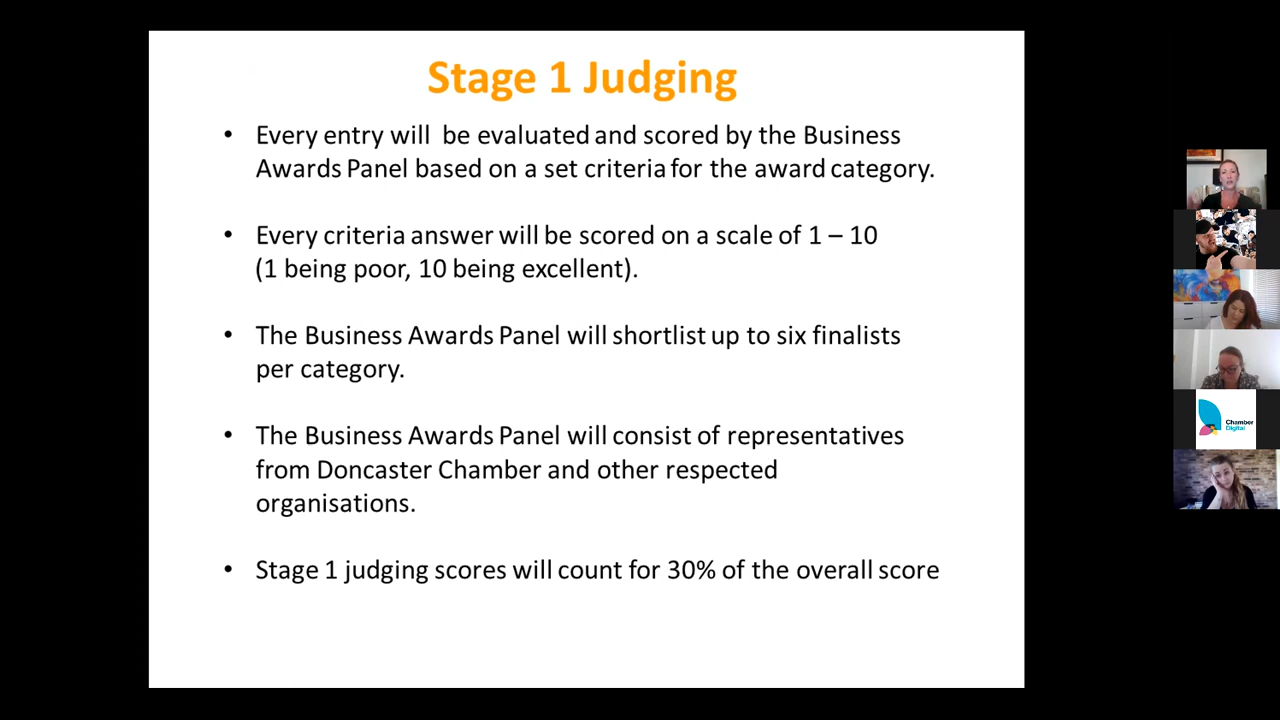 Stage 1 Judging
• Every entry will be evaluated and scored by the Business
Awards Panel based on a set criteria for the award category.
• Every criteria answer will be scored on a scale of 1 – 10
(1 being poor, 10 being excellent).
• The Business Awards Panel will shortlist up to six finalists
per category.
• The Business Awards Panel will consist of representatives
from Doncaster Chamber and other respected
organisations.
• Stage 1 judging scores will count for 30% of the overall score
Chamber
Digital